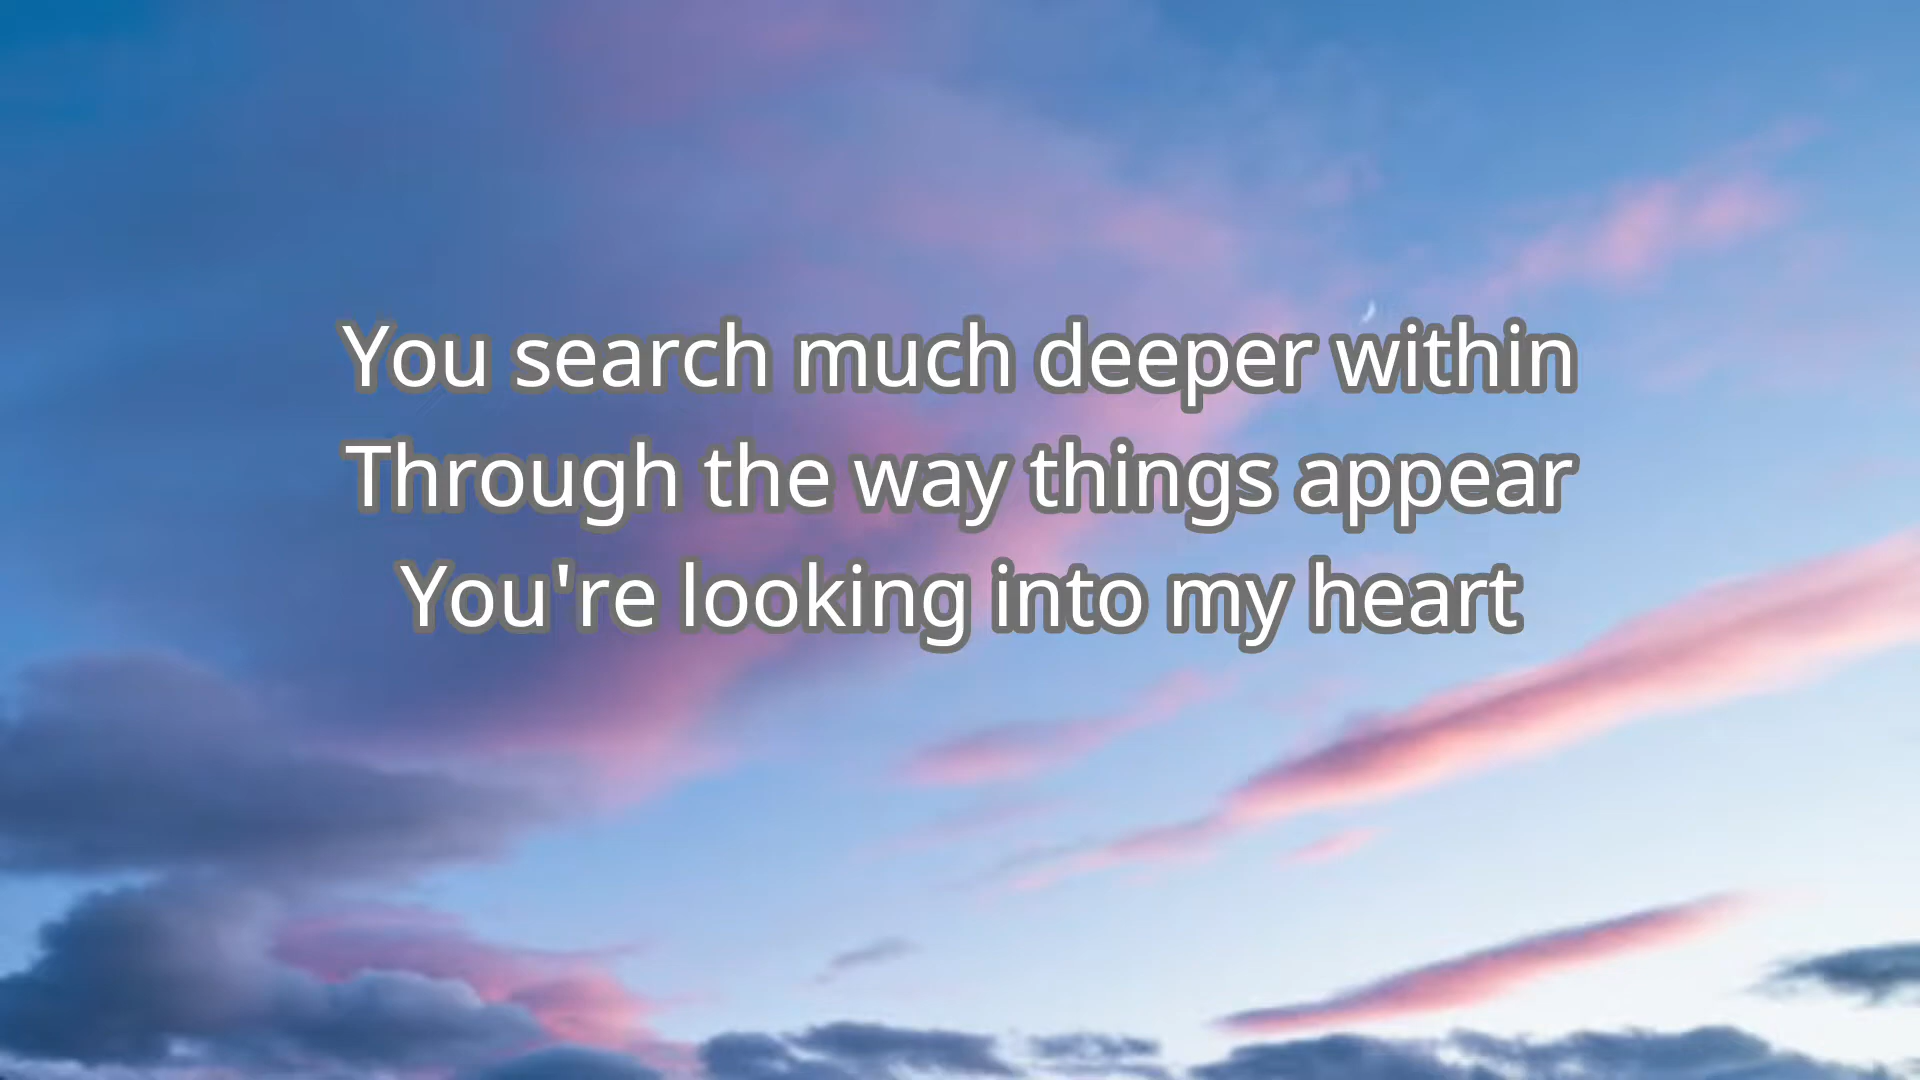 You search much deeper within
Through the way things appear
You're looking into my heart